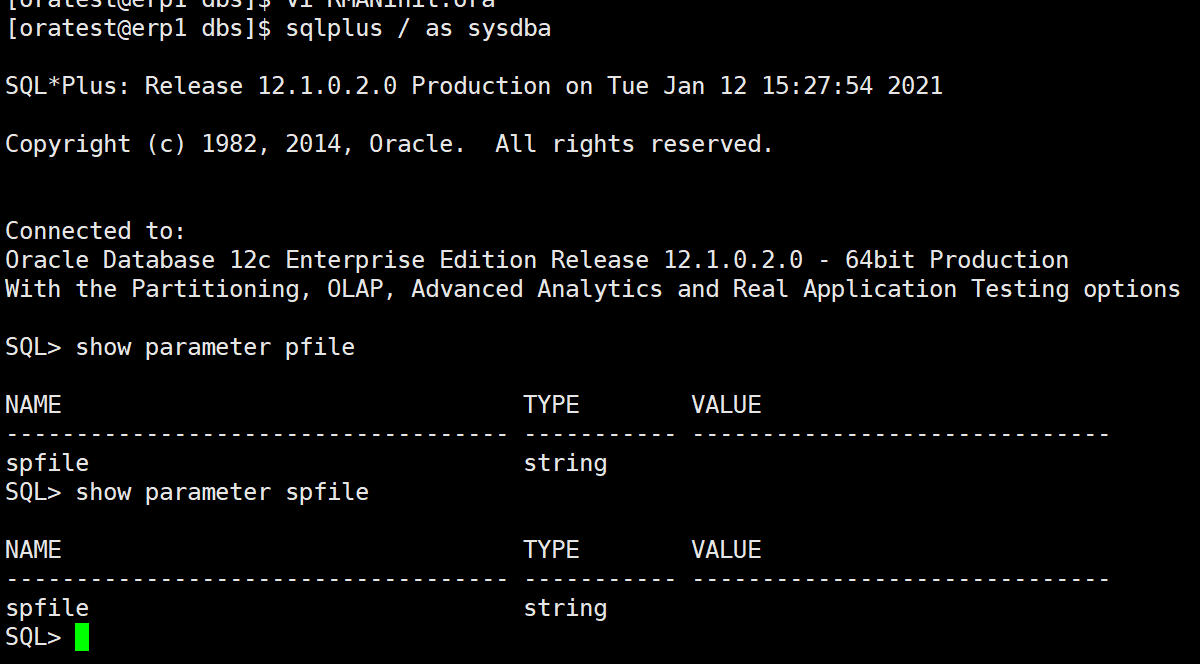 [oratest@erp1 dbs]$ vi RMANinit.ora
[oratest@erp1 dbs]$ sqlplus / as sysdba
SQL*Plus: Release 12.1.0.2.0 Production on Tue Jan 12 15:27:54 2021
Copyright (c) 1982, 2014, Oracle.  All rights reserved.
Connected to:
Oracle Database 12c Enterprise Edition Release 12.1.0.2.0 - 64bit Production
With the Partitioning, OLAP, Advanced Analytics and Real Application Testing options
SQL> show parameter pfile
NAME                                 TYPE        VALUE
------------------------------------ ----------- ------------------------------
spfile                               string
SQL> show parameter spfile
NAME                                 TYPE        VALUE
------------------------------------ ----------- ------------------------------
spfile                               string
SQL>